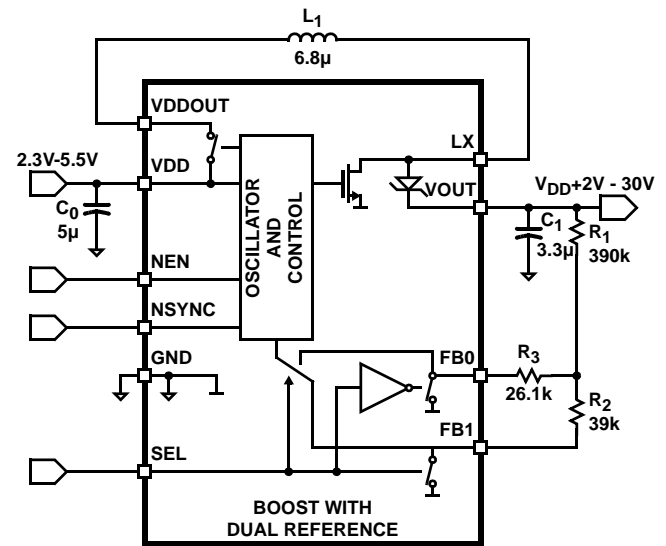 L1
6.8µ
VDDOUT
LX
2.3V-5.5V
VDD
VOUT
VDD+2V - 30V
C0
5µ
C1
3.3µ
R1
390k
OSCILLATOR
AND
CONTROL
NEN
NSYNC
GND
FB0
R3
26.1k
R2
39k
FB1
SEL
BOOST WITH
DUAL REFERENCE